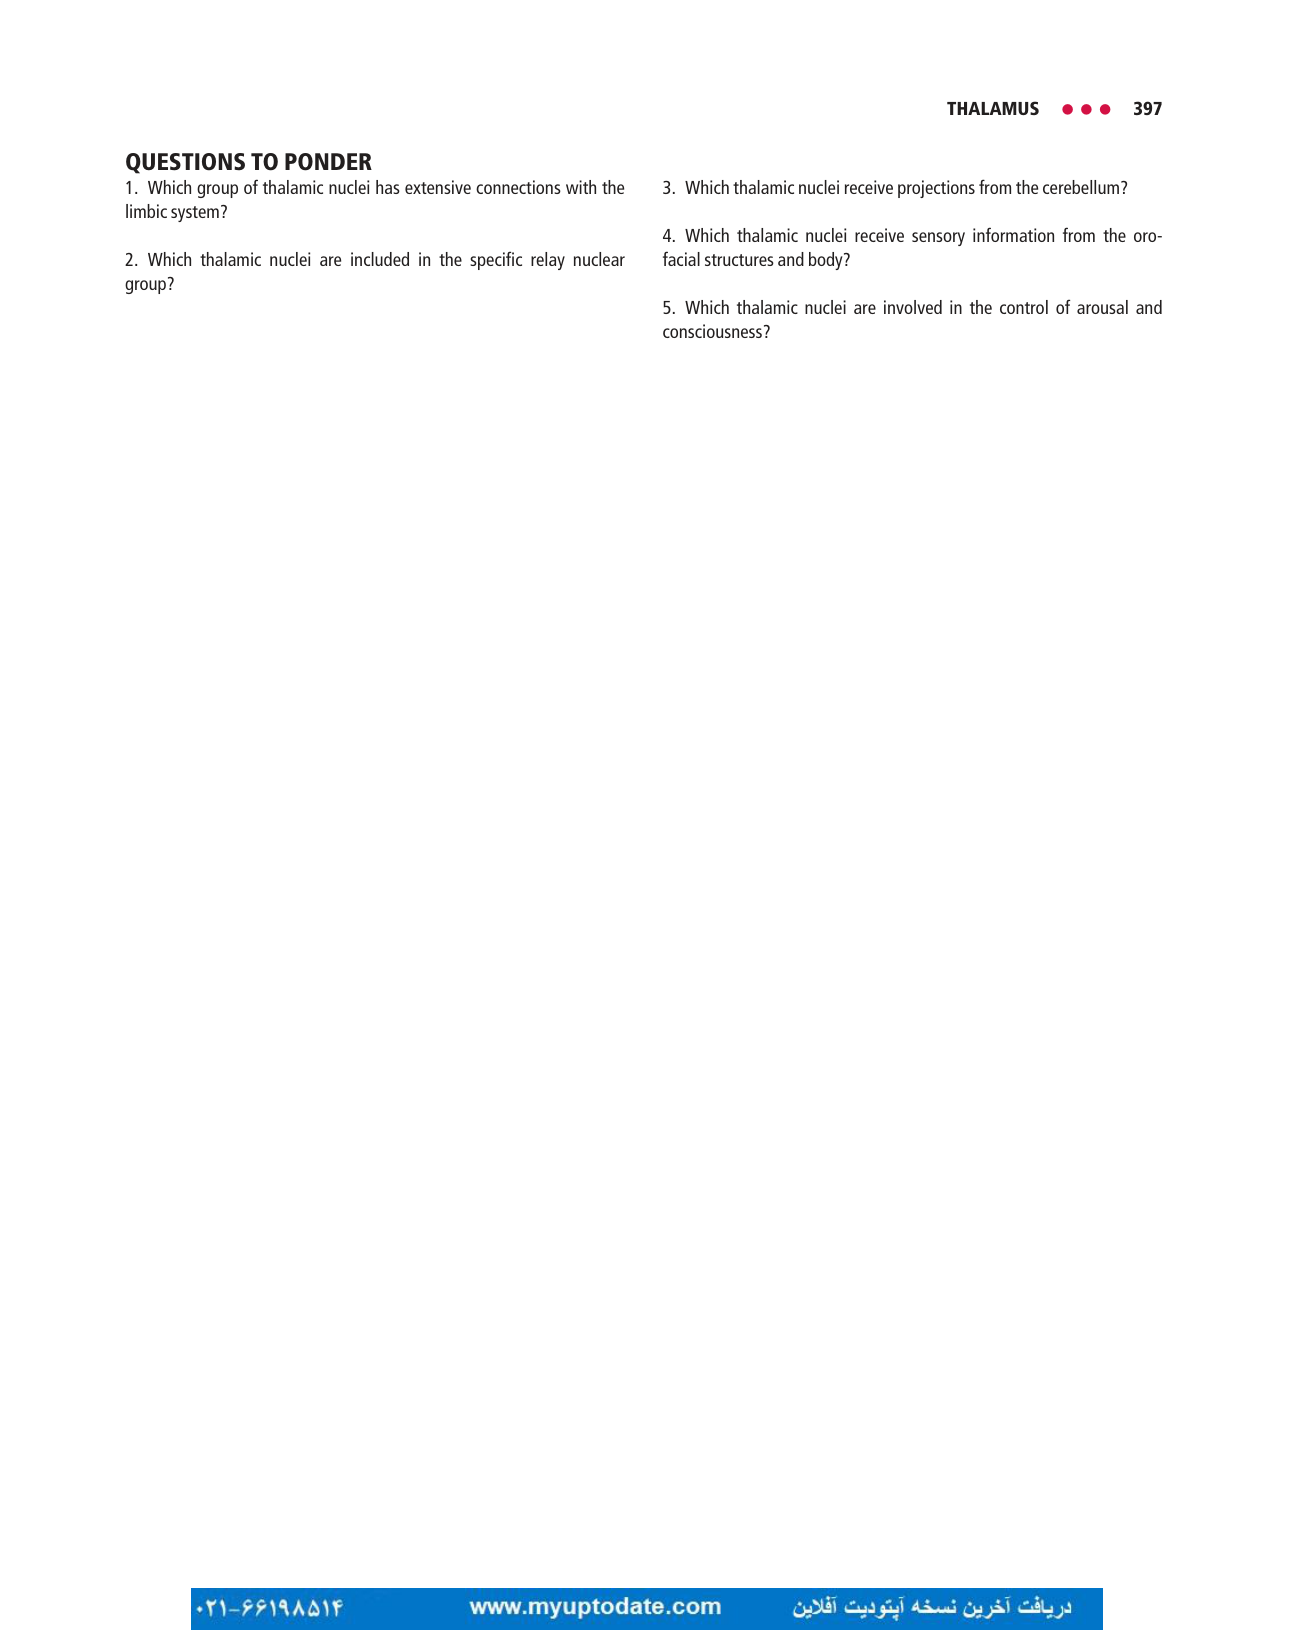 THALAMUS ● ● ● 397
QUESTIONS TO PONDER
1. Which group of thalamic nuclei has extensive connections with the
limbic system?
2. Which thalamic nuclei are included in the specific relay nuclear
group?
3. Which thalamic nuclei receive projections from the cerebellum?
4. Which thalamic nuclei receive sensory information from the oro-
facial structures and body?
5. Which thalamic nuclei are involved in the control of arousal and
consciousness?
۰۲۱-۶۶۱۹۸۵۱۴ www.myuptodate.com دریافت آخرین نسخه آپتودیت آفلاین